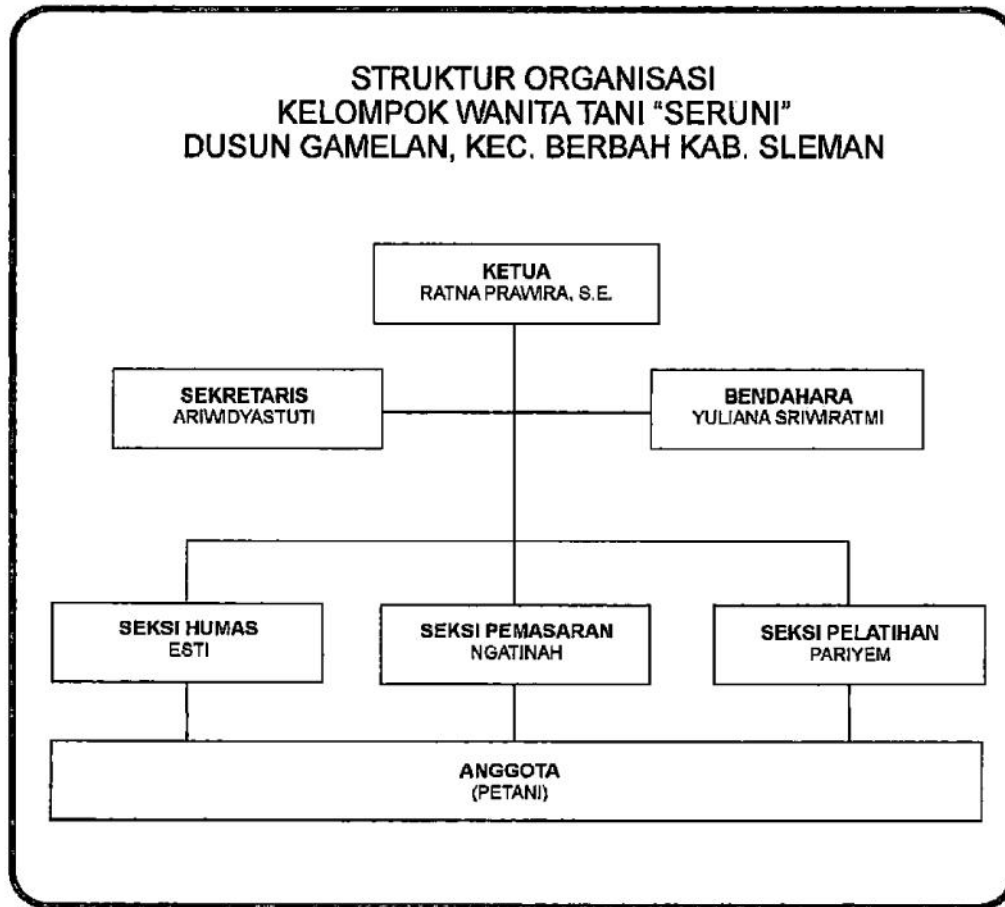 STRUKTUR ORGANISASI
KELOMPOK WANITA TANI “SERUNI”
DUSUN GAMELAN, KEC. BERBAH KAB. SLEMAN
KETUA
RATNA PRAWIRA, S.E.
SEKRETARIS
ARIWIDYASTUTI
BENDAHARA
YULIANA SRIWIRATMI
SEKSI HUMAS
ESTI
SEKSI PEMASARAN
NGATINAH
SEKSI PELATIHAN
PARIYEM
ANGGOTA
(PETANI)